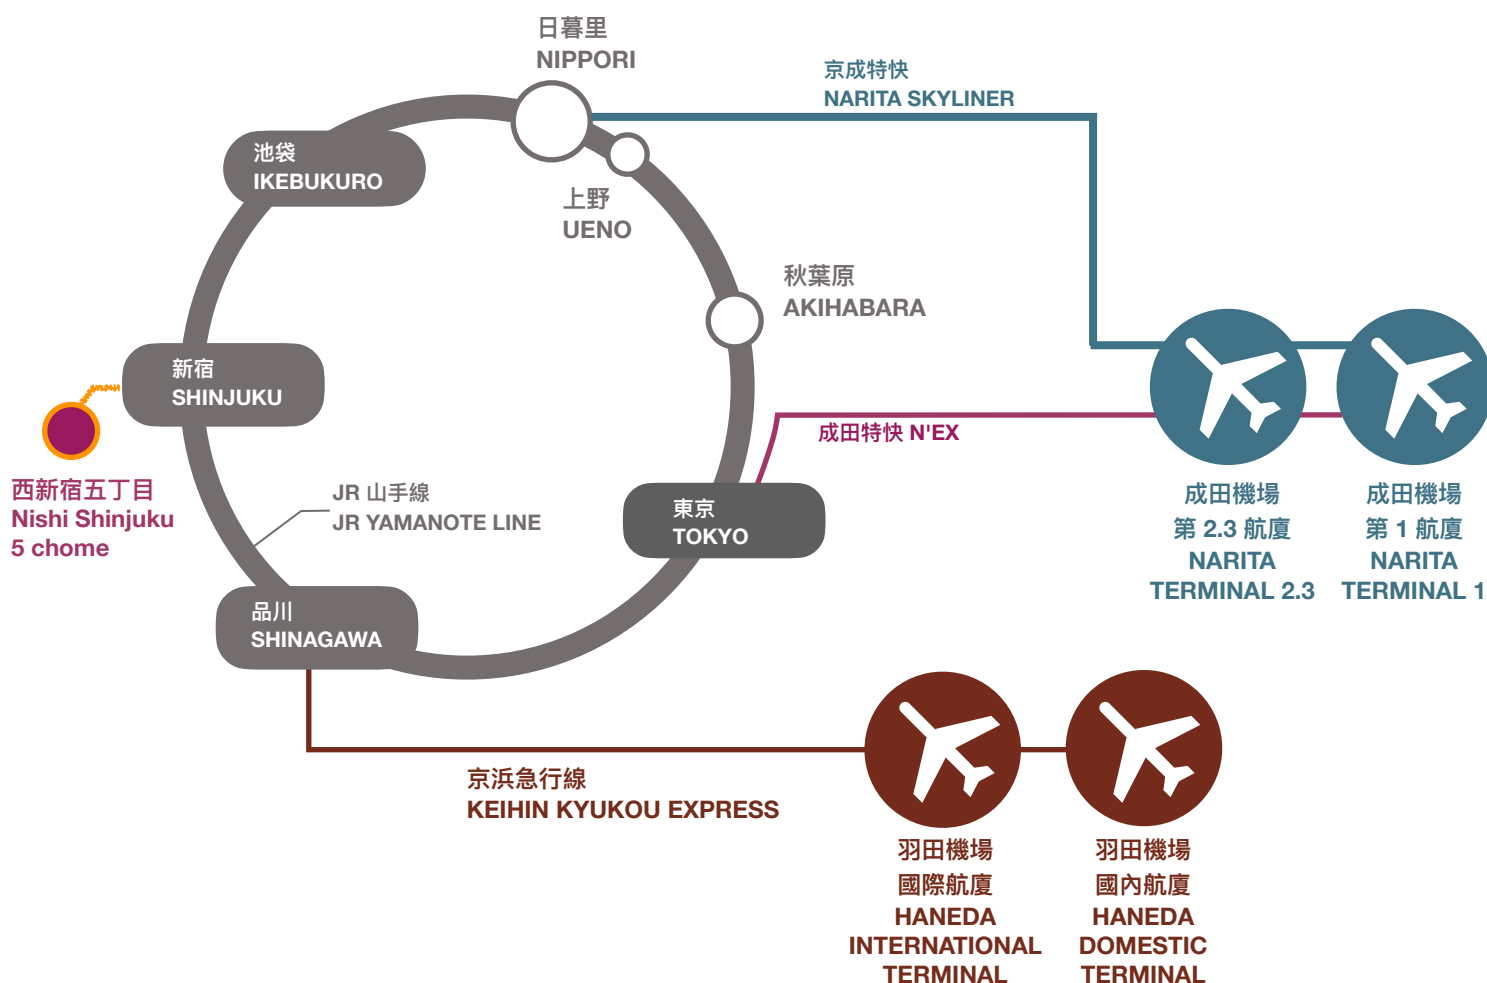 日暮里
NIPPORI
京成特快
NARITA SKYLINER
池袋
IKEBUKURO
上野
UENO
秋葉原
AKIHABARA
新宿
SHINJUKU
成田特快 N'EX
西新宿五丁目
Nishi Shinjuku
5 chome
JR 山手線
JR YAMANOTE LINE
東京
TOKYO
成田機場
第 2.3 航廈
NARITA
TERMINAL 2.3
成田機場
第 1 航廈
NARITA
TERMINAL 1
品川
SHINAGAWA
京浜急行線
KEIHIN KYUKOU EXPRESS
羽田機場
國際航廈
HANEDA
INTERNATIONAL
TERMINAL
羽田機場
國內航廈
HANEDA
DOMESTIC
TERMINAL